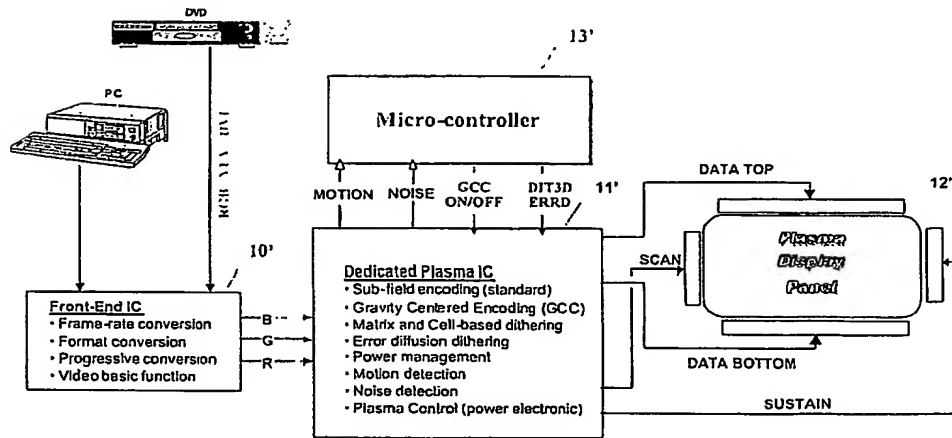 DVD
13'
PC
Micro-controller
RGB
MOTION
NOISE
GCC
ON/OFF
DIT3D
ERRD
11'
DATA TOP
12'
10'
SCAN
Plasma
Display
Panel
Dedicated Plasma IC
• Sub-field encoding (standard)
• Gravity Centered Encoding (GCC)
• Matrix and Cell-based dithering
• Error diffusion dithering
• Power management
• Motion detection
• Noise detection
• Plasma Control (power electronic)
Front-End IC
• Frame-rate conversion
• Format conversion
• Progressive conversion
• Video basic function
B
G
R
DATA BOTTOM
SUSTAIN